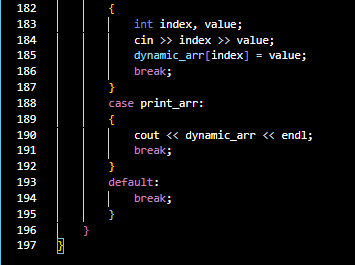 182 {
183 int index, value;
184 cin >> index >> value;
185 dynamic_arr[index] = value;
186 break;
187 }
188 case print_arr:
189 {
190 cout << dynamic_arr << endl;
191 break;
192 }
193 default:
194 break;
195 }
196 }
197 }